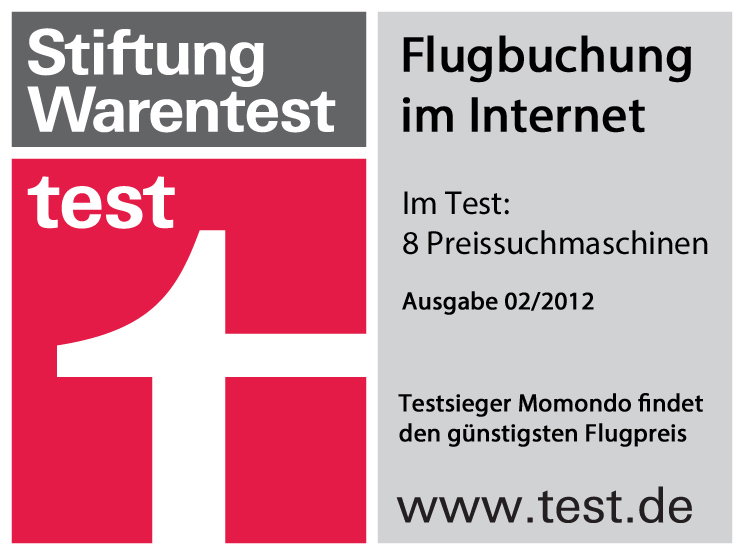 Stiftung
Warentest
test
Flugbuchung
im Internet
Im Test:
8 Preissuchmaschinen
Ausgabe 02/2012
Testsieger Momondo findet
den günstigsten Flugpreis
www.test.de